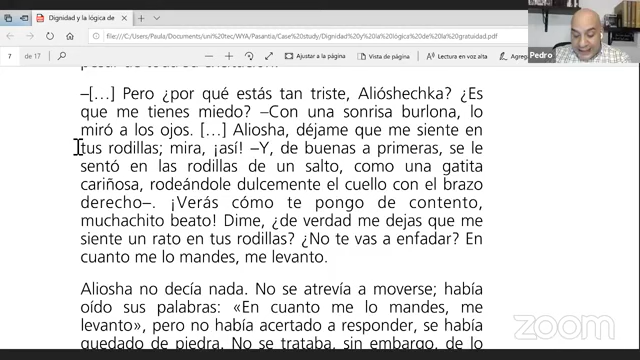 Dignidad y la lógica de
file:///C:/Users/Paula/Documents/uni tec/WYA/Pasantia/Case study/Dignidad%20y%20la%20lógica%20de%20la%20gratuidad.pdf
7 de 17
Ajustar a la página
Vista de página
Lectura en voz alta
Agregar
Pedro
–[…] Pero ¿por qué estás tan triste, Alióshechka? ¿Es
que me tienes miedo? –Con una sonrisa burlona, lo
miró a los ojos. […] Aliosha, déjame que me siente en
tus rodillas; mira, ¡así! –Y, de buenas a primeras, se le
sentó en las rodillas de un salto, como una gatita
cariñosa, rodeándole dulcemente el cuello con el brazo
derecho–. ¡Verás cómo te pongo de contento,
muchachito beato! Dime, ¿de verdad me dejas que me
siente un rato en tus rodillas? ¿No te vas a enfadar? En
cuanto me lo mandes, me levanto.
Aliosha no decía nada. No se atrevía a moverse; había
oído sus palabras: «En cuanto me lo mandes, me
levanto», pero no había acertado a responder, se había
quedado de piedra. No se trataba, sin embargo, de lo
zoom